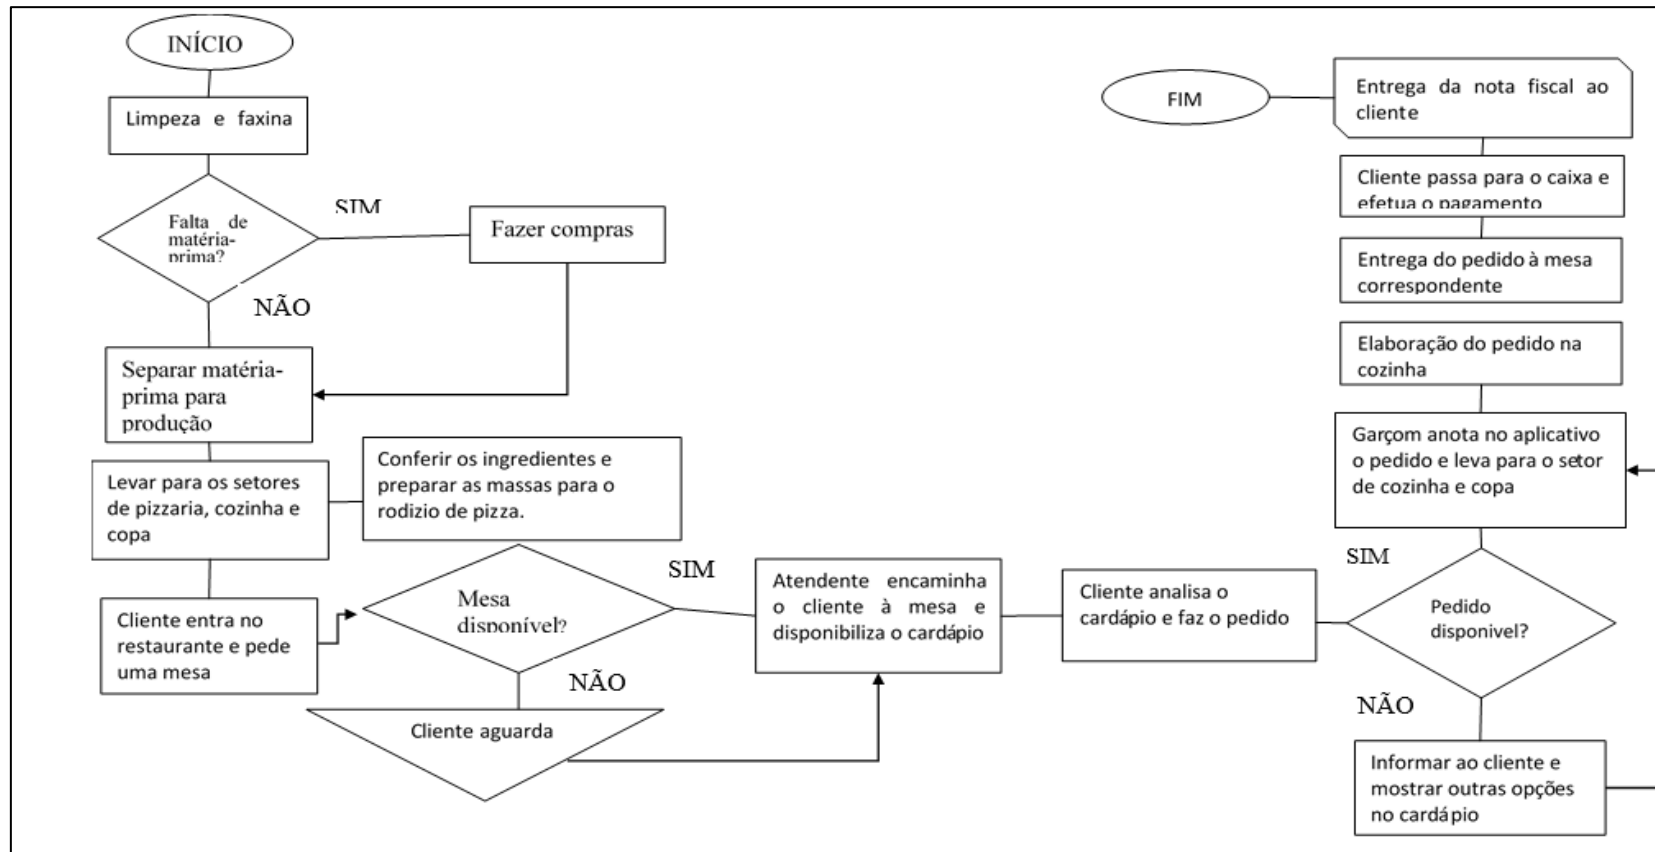 INÍCIO
Limpeza e faxina
Falta de
matéria-
prima?
SIM
Fazer compras
NÃO
Separar matéria-
prima para
produção
Levar para os setores
de pizzaria, cozinha e
copa
Conferir os ingredientes e
preparar as massas para o
rodizio de pizza.
Cliente entra no
restaurante e pede
uma mesa
Mesa
disponível?
SIM
NÃO
Cliente aguarda
Atendente encaminha
o cliente à mesa e
disponibiliza o cardápio
Cliente analisa o
cardápio e faz o pedido
Pedido
disponivel?
SIM
NÃO
Informar ao cliente e
mostrar outras opções
no cardápio
Garçom anota no aplicativo
o pedido e leva para o setor
de cozinha e copa
Elaboração do pedido na
cozinha
Entrega do pedido à mesa
correspondente
Cliente passa para o caixa e
efetua o pagamento
Entrega da nota fiscal ao
cliente
FIM